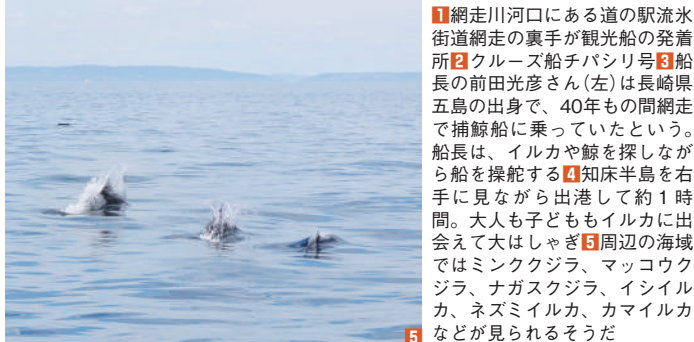 1網走川河口にある道の駅流氷
街道網走の裏手が観光船の発着
所2クルーズ船チパシリ号3船
長の前田光彦さん(左)は長崎県
五島の出身で、40年もの間網走
で捕鯨船に乗っていたという。
船長は、イルカや鯨を探しなが
ら船を操舵する4知床半島を右
手に見ながら出港して約1時
間。大人も子どももイルカに出
会えて大はしゃぎ5周辺の海域
ではミンククジラ、マッコウク
ジラ、ナガスクジラ、イシイル
カ、ネズミイルカ、カマイルカ
などが見られるそうだ
5